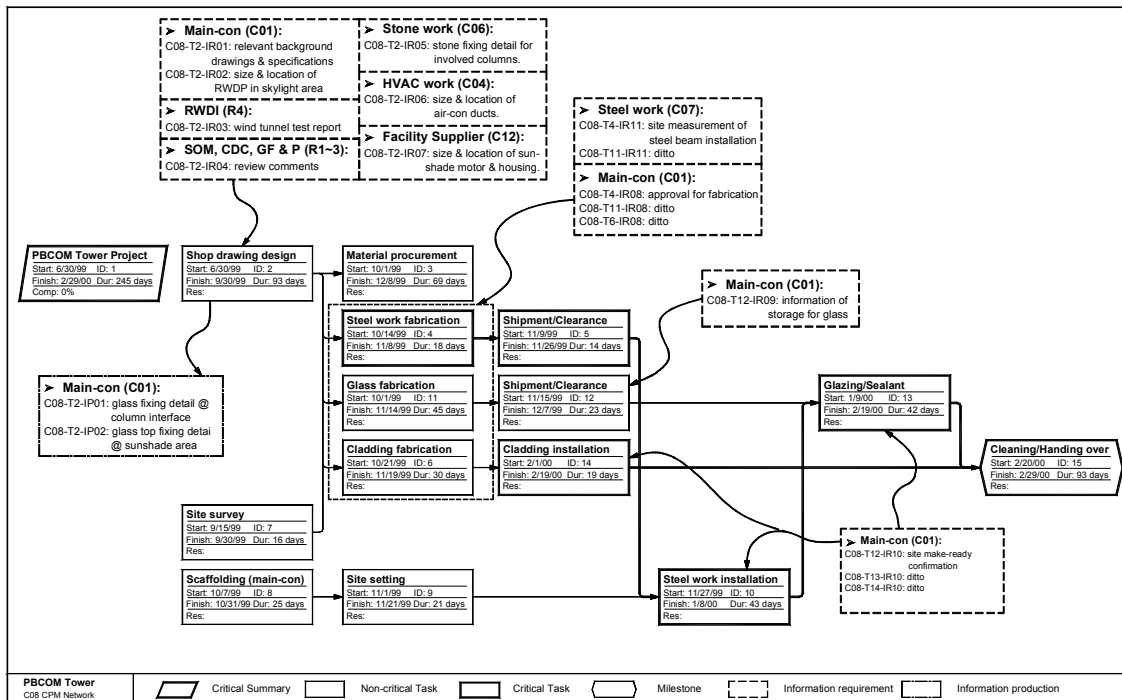 ➤ Main-con (C01):
C08-T2-IR01: relevant background
drawings & specifications
C08-T2-IR02: size & location of
RWDP in skylight area
➤ RWDI (R4):
C08-T2-IR03: wind tunnel test report
➤ SOM, CDC, GF & P (R1~3):
C08-T2-IR04: review comments
➤ Stone work (C06):
C08-T2-IR05: stone fixing detail for
involved columns.
➤ HVAC work (C04):
C08-T2-IR06: size & location of
air-con ducts.
➤ Facility Supplier (C12):
C08-T2-IR07: size & location of sun-
shade motor & housing.
➤ Steel work (C07):
C08-T4-IR11: site measurement of
steel beam installation
C08-T11-IR11: ditto
➤ Main-con (C01):
C08-T4-IR08: approval for fabrication
C08-T11-IR08: ditto
C08-T6-IR08: ditto
PBCOM Tower Project
Start: 6/30/99 ID: 1
Finish: 2/29/00 Dur: 245 days
Comp: 0%
Shop drawing design
Start: 6/30/99 ID: 2
Finish: 9/30/99 Dur: 93 days
Res:
Material procurement
Start: 10/1/99 ID: 3
Finish: 12/8/99 Dur: 69 days
Res:
➤ Main-con (C01):
C08-T12-IR09: information of
storage for glass
Steel work fabrication
Start: 10/14/99 ID: 4
Finish: 11/8/99 Dur: 18 days
Res:
Shipment/Clearance
Start: 11/9/99 ID: 5
Finish: 11/26/99 Dur: 14 days
Res:
➤ Main-con (C01):
C08-T2-IP01: glass fixing detail @
column interface
C08-T2-IP02: glass top fixing detai
@ sunshade area
Glass fabrication
Start: 10/1/99 ID: 11
Finish: 11/14/99 Dur: 45 days
Res:
Shipment/Clearance
Start: 11/15/99 ID: 12
Finish: 12/7/99 Dur: 23 days
Res:
Glazing/Sealant
Start: 1/9/00 ID: 13
Finish: 2/19/00 Dur: 42 days
Res:
Cladding fabrication
Start: 10/21/99 ID: 6
Finish: 11/19/99 Dur: 30 days
Res:
Cladding installation
Start: 2/1/00 ID: 14
Finish: 2/19/00 Dur: 19 days
Res:
Cleaning/Handing over
Start: 2/20/00 ID: 15
Finish: 2/29/00 Dur: 93 days
Res:
Site survey
Start: 9/15/99 ID: 7
Finish: 9/30/99 Dur: 16 days
Res:
➤ Main-con (C01):
C08-T12-IR10: site make-ready
confirmation
C08-T13-IR10: ditto
C08-T14-IR10: ditto
Scaffolding (main-con)
Start: 10/7/99 ID: 8
Finish: 10/31/99 Dur: 25 days
Res:
Site setting
Start: 11/1/99 ID: 9
Finish: 11/21/99 Dur: 21 days
Res:
Steel work installation
Start: 11/27/99 ID: 10
Finish: 1/8/00 Dur: 43 days
Res:
PBCOM Tower
C08 CPM Network
Critical Summary
Non-critical Task
Critical Task
Milestone
Information requirement
Information production